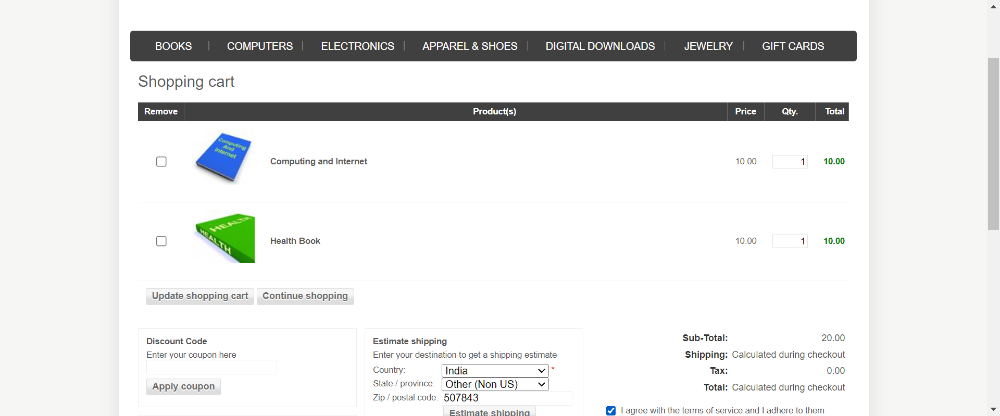 BOOKS COMPUTERS ELECTRONICS APPAREL & SHOES DIGITAL DOWNLOADS JEWELRY GIFT CARDS
Shopping cart
Remove Product(s) Price Qty. Total
Computing
And
Internet
Computing and Internet 10.00 1 10.00
HEALTH
HEALTH
Health Book 10.00 1 10.00
Update shopping cart Continue shopping
Discount Code
Enter your coupon here
Apply coupon
Estimate shipping
Enter your destination to get a shipping estimate
Country: India *
State / province: Other (Non US)
Zip / postal code: 507843
Estimate shipping
Sub-Total: 20.00
Shipping: Calculated during checkout
Tax: 0.00
Total: Calculated during checkout
I agree with the terms of service and I adhere to them